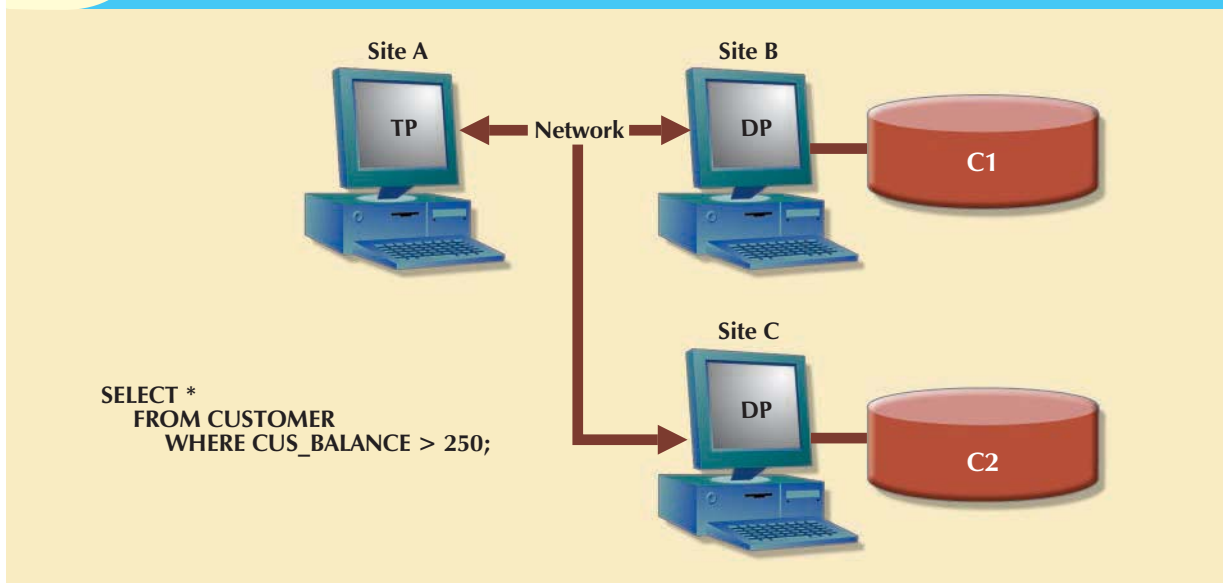 Site A
Site B
TP
Network
DP
C1
Site C
DP
C2
SELECT *
FROM CUSTOMER
WHERE CUS_BALANCE > 250;